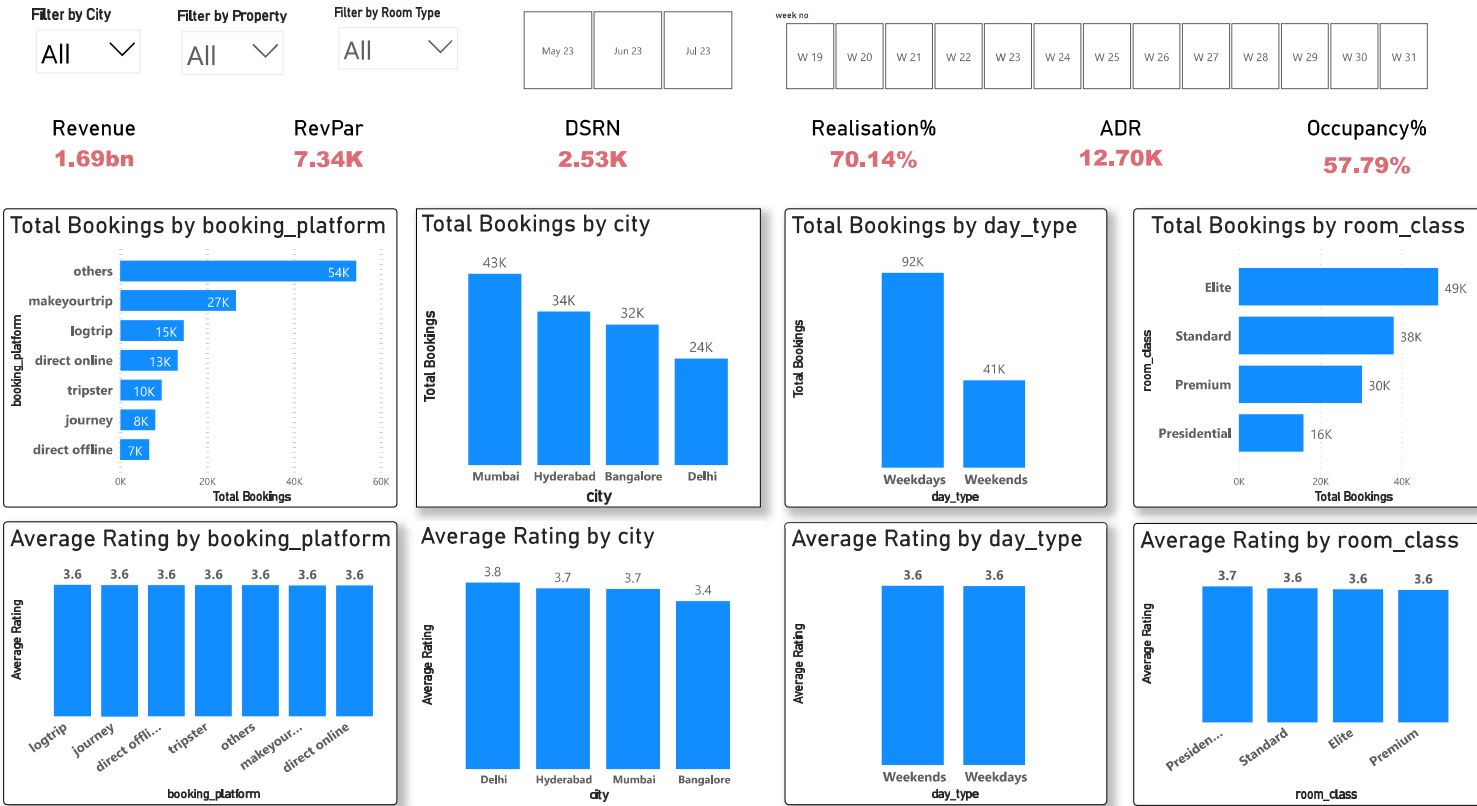 Filter by City
All
Filter by Property
All
Filter by Room Type
All
May 23
Jun 23
Jul 23
week no
W 19
W 20
W 21
W 22
W 23
W 24
W 25
W 26
W 27
W 28
W 29
W 30
W 31
Revenue
1.69bn
RevPar
7.34K
DSRN
2.53K
Realisation%
70.14%
ADR
12.70K
Occupancy%
57.79%
Total Bookings by booking_platform
booking_platform
others
54K
makeyourtrip
27K
logtrip
15K
direct online
13K
tripster
10K
journey
8K
direct offline
7K
0K
20K
40K
60K
Total Bookings
Total Bookings by city
Total Bookings
43K
34K
32K
24K
Mumbai
Hyderabad
Bangalore
Delhi
city
Total Bookings by day_type
Total Bookings
92K
41K
Weekdays
Weekends
day_type
Total Bookings by room_class
room_class
Elite
49K
Standard
38K
Premium
30K
Presidential
16K
0K
20K
40K
Total Bookings
Average Rating by booking_platform
Average Rating
3.6
3.6
3.6
3.6
3.6
3.6
3.6
logtrip
journey
direct offli...
tripster
others
makeyour...
direct online
booking_platform
Average Rating by city
Average Rating
3.8
3.7
3.7
3.4
Delhi
Hyderabad
Mumbai
Bangalore
city
Average Rating by day_type
Average Rating
3.6
3.6
Weekends
Weekdays
day_type
Average Rating by room_class
Average Rating
3.7
3.6
3.6
3.6
Presiden...
Standard
Elite
Premium
room_class